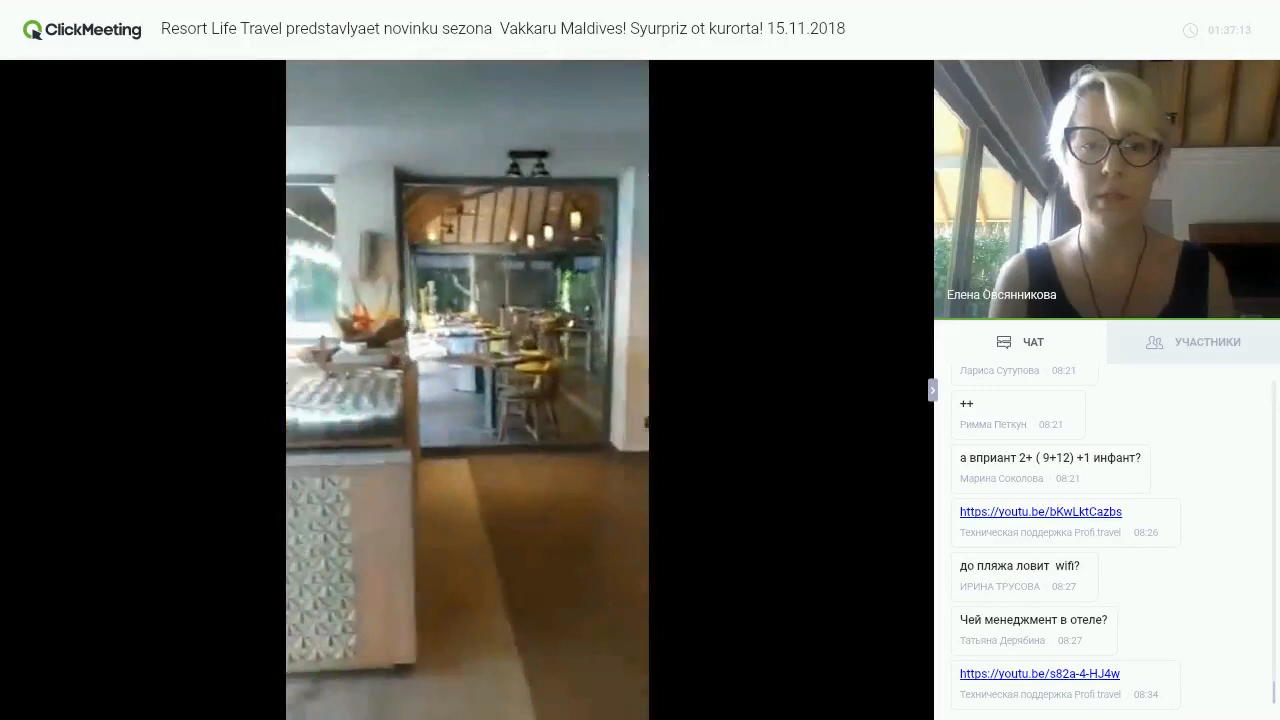 ClickMeeting
Resort Life Travel predstavlyaet novinku sezona Vakkaru Maldives! Syurpriz ot kurorta! 15.11.2018
01:37:13
Елена Овсянникова
ЧАТ
УЧАСТНИКИ
Лариса Сутупова 08:21
++
Римма Петкун 08:21
а вприант 2+ ( 9+12) +1 инфант?
Марина Соколова 08:21
https://youtu.be/bKwLktCazbs
Техническая поддержка Profi.travel 08:26
до пляжа ловит wifi?
ИРИНА ТРУСОВА 08:27
Чей менеджмент в отеле?
Татьяна Дерябина 08:27
https://youtu.be/s82a-4-HJ4w
Техническая поддержка Profi.travel 08:34